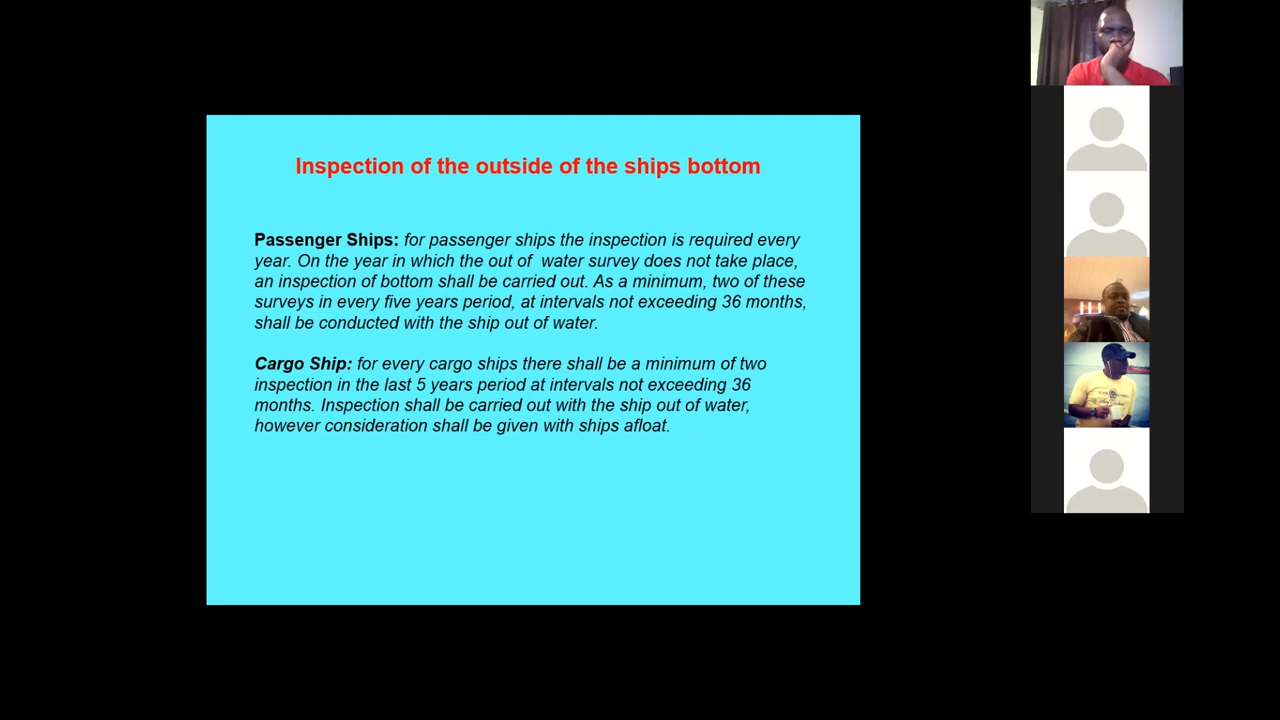 Inspection of the outside of the ships bottom
Passenger Ships: for passenger ships the inspection is required every
year. On the year in which the out of water survey does not take place,
an inspection of bottom shall be carried out. As a minimum, two of these
surveys in every five years period, at intervals not exceeding 36 months,
shall be conducted with the ship out of water.
Cargo Ship: for every cargo ships there shall be a minimum of two
inspection in the last 5 years period at intervals not exceeding 36
months. Inspection shall be carried out with the ship out of water,
however consideration shall be given with ships afloat.